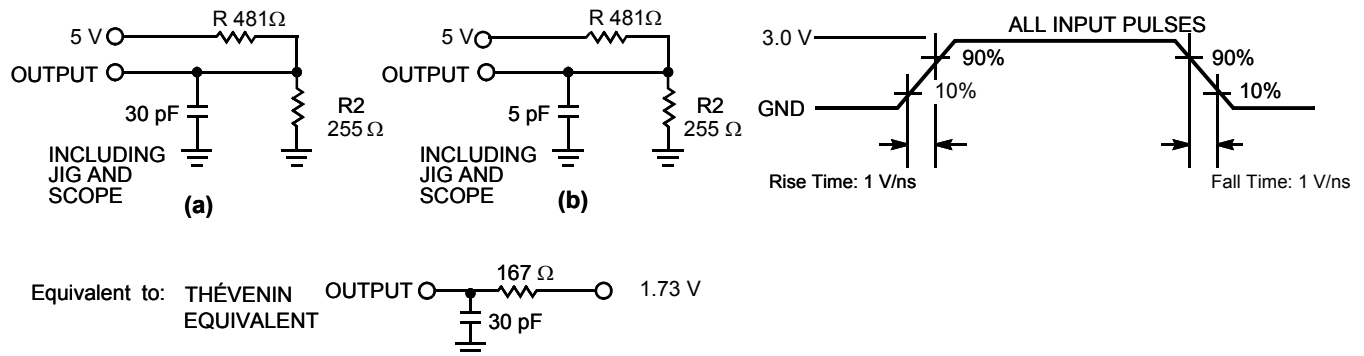 R 481Ω
5 V
OUTPUT
30 pF
R2
255 Ω
INCLUDING
JIG AND
SCOPE
(a)
R 481Ω
5 V
OUTPUT
5 pF
R2
255 Ω
INCLUDING
JIG AND
SCOPE
(b)
ALL INPUT PULSES
3.0 V
90%
10%
GND
90%
10%
Rise Time: 1 V/ns
Fall Time: 1 V/ns
Equivalent to:
THÉVENIN
EQUIVALENT
OUTPUT
167 Ω
1.73 V
30 pF